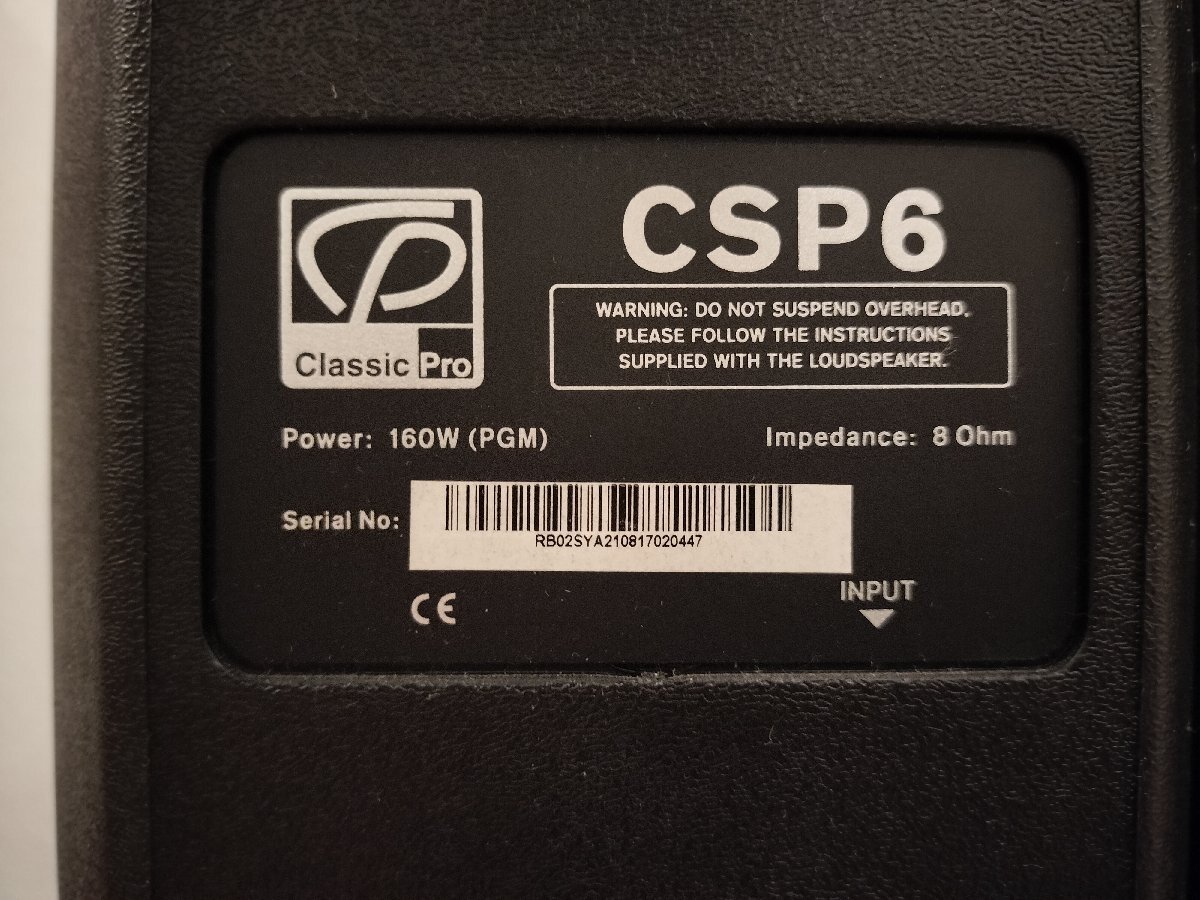 CP
Classic Pro
CSP6
WARNING: DO NOT SUSPEND OVERHEAD.
PLEASE FOLLOW THE INSTRUCTIONS
SUPPLIED WITH THE LOUDSPEAKER.
Power: 160W (PGM)
Impedance: 8 Ohm
Serial No:
RB02SYA210817020447
CE
INPUT